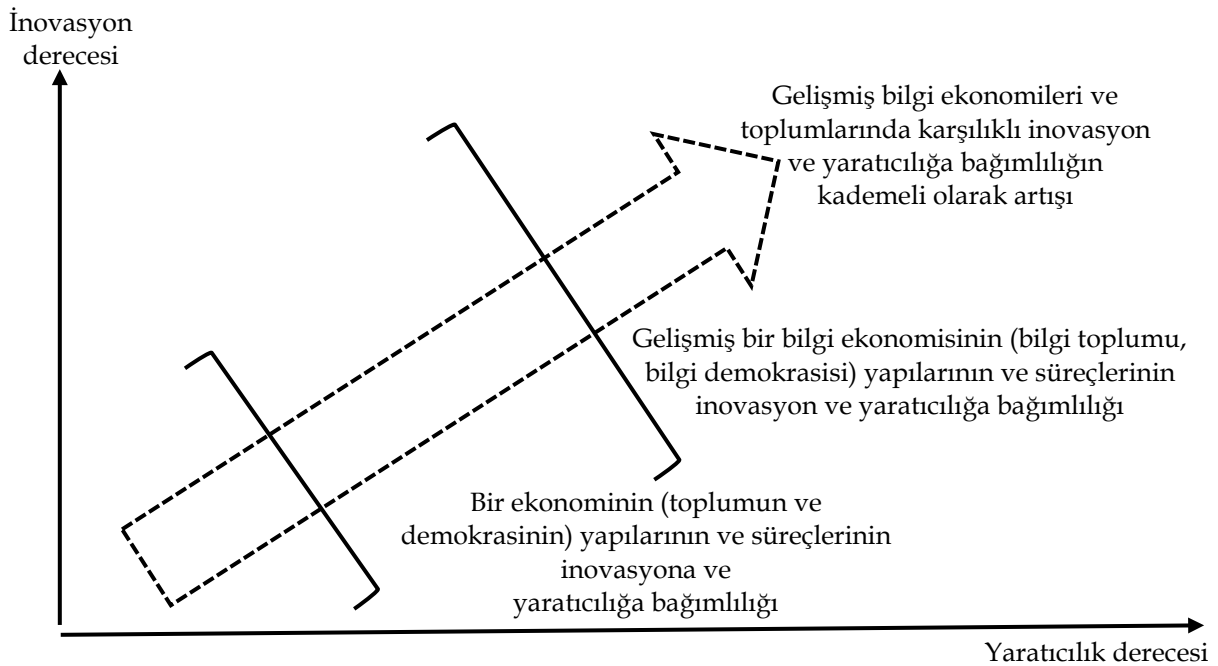 İnovasyon
derecesi
Gelişmiş bilgi ekonomileri ve
toplumlarında karşılıklı inovasyon
ve yaratıcılığa bağımlılığın
kademeli olarak artışı
Gelişmiş bir bilgi ekonomisinin (bilgi toplumu,
bilgi demokrasisi) yapılarının ve süreçlerinin
inovasyon ve yaratıcılığa bağımlılığı
Bir ekonominin (toplumun ve
demokrasinin) yapılarının ve süreçlerinin
inovasyona ve
yaratıcılığa bağımlılığı
Yaratıcılık derecesi